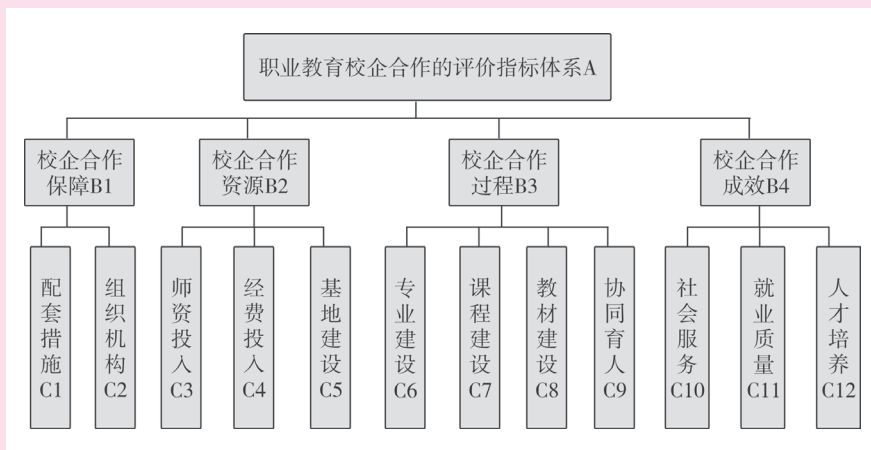 职业教育校企合作的评价指标体系A
校企合作
保障B1
校企合作
资源B2
校企合作
过程B3
校企合作
成效B4
配套措施C1
组织机构C2
师资投入C3
经费投入C4
基地建设C5
专业建设C6
课程建设C7
教材建设C8
协同育人C9
社会服务C10
就业质量C11
人才培养C12